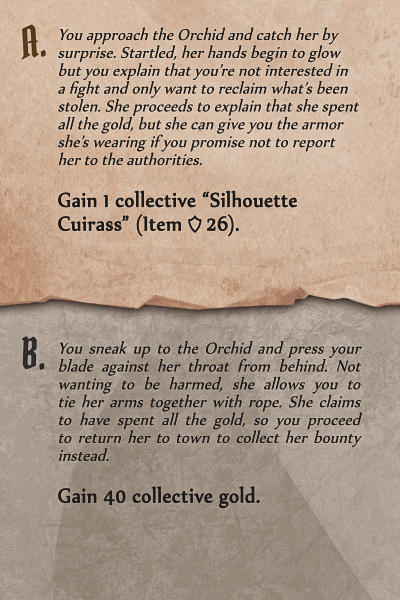 A. You approach the Orchid and catch her by
surprise. Startled, her hands begin to glow
but you explain that you're not interested in
a fight and only want to reclaim what's been
stolen. She proceeds to explain that she spent
all the gold, but she can give you the armor
she's wearing if you promise not to report
her to the authorities.
Gain 1 collective “Silhouette
Cuirass” (Item 26).
B. You sneak up to the Orchid and press your
blade against her throat from behind. Not
wanting to be harmed, she allows you to
tie her arms together with rope. She claims
to have spent all the gold, so you proceed
to return her to town to collect her bounty
instead.
Gain 40 collective gold.